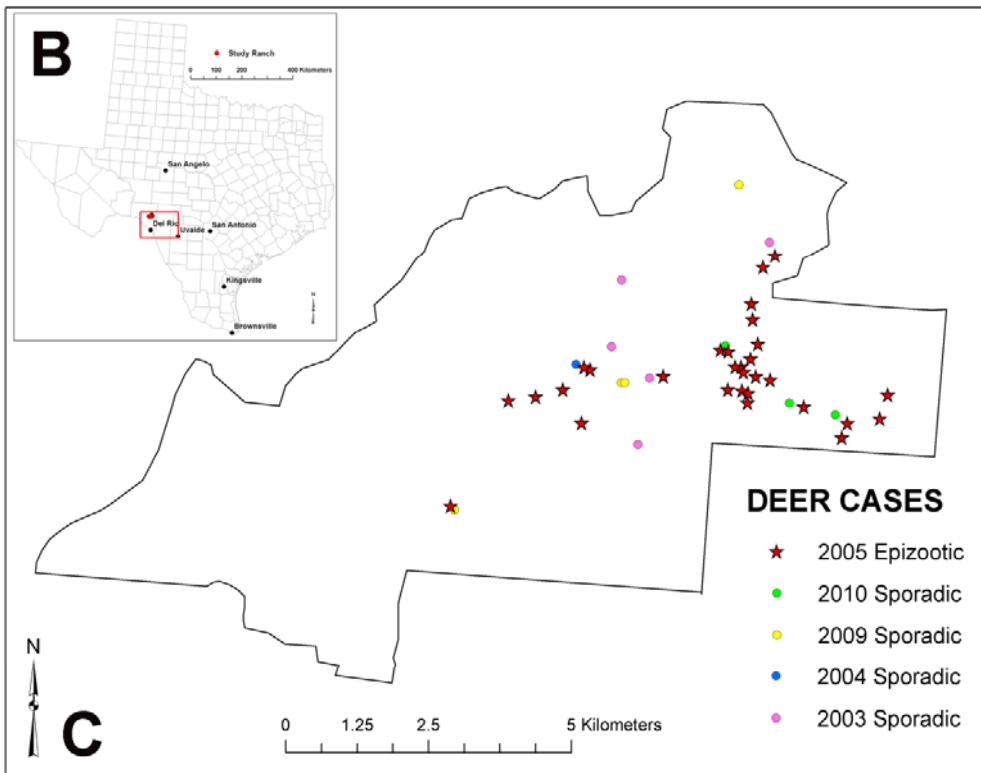 B
Study Ranch
0 100 200 400 Kilometers
San Angelo
Del Rio
Uvalde
San Antonio
Kingsville
Brownsville
N
DEER CASES
2005 Epizootic
2010 Sporadic
2009 Sporadic
2004 Sporadic
2003 Sporadic
N
C
0 1.25 2.5 5 Kilometers